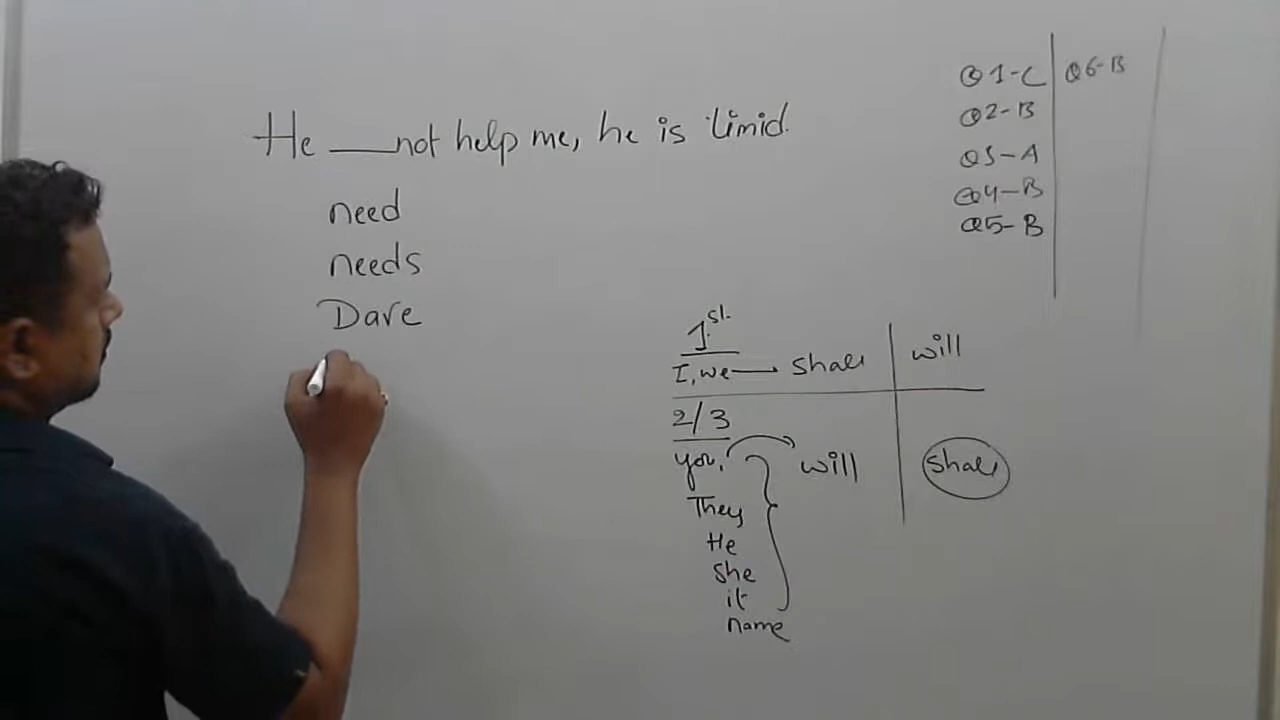 He ____ not help me, he is timid.
need
needs
Dare
Q1-C
Q2-B
Q3-A
Q4-B
Q5-B
Q6-B
1st.
I, we → shall
will
2/3
you,
will
shall
They
He
She
it
name